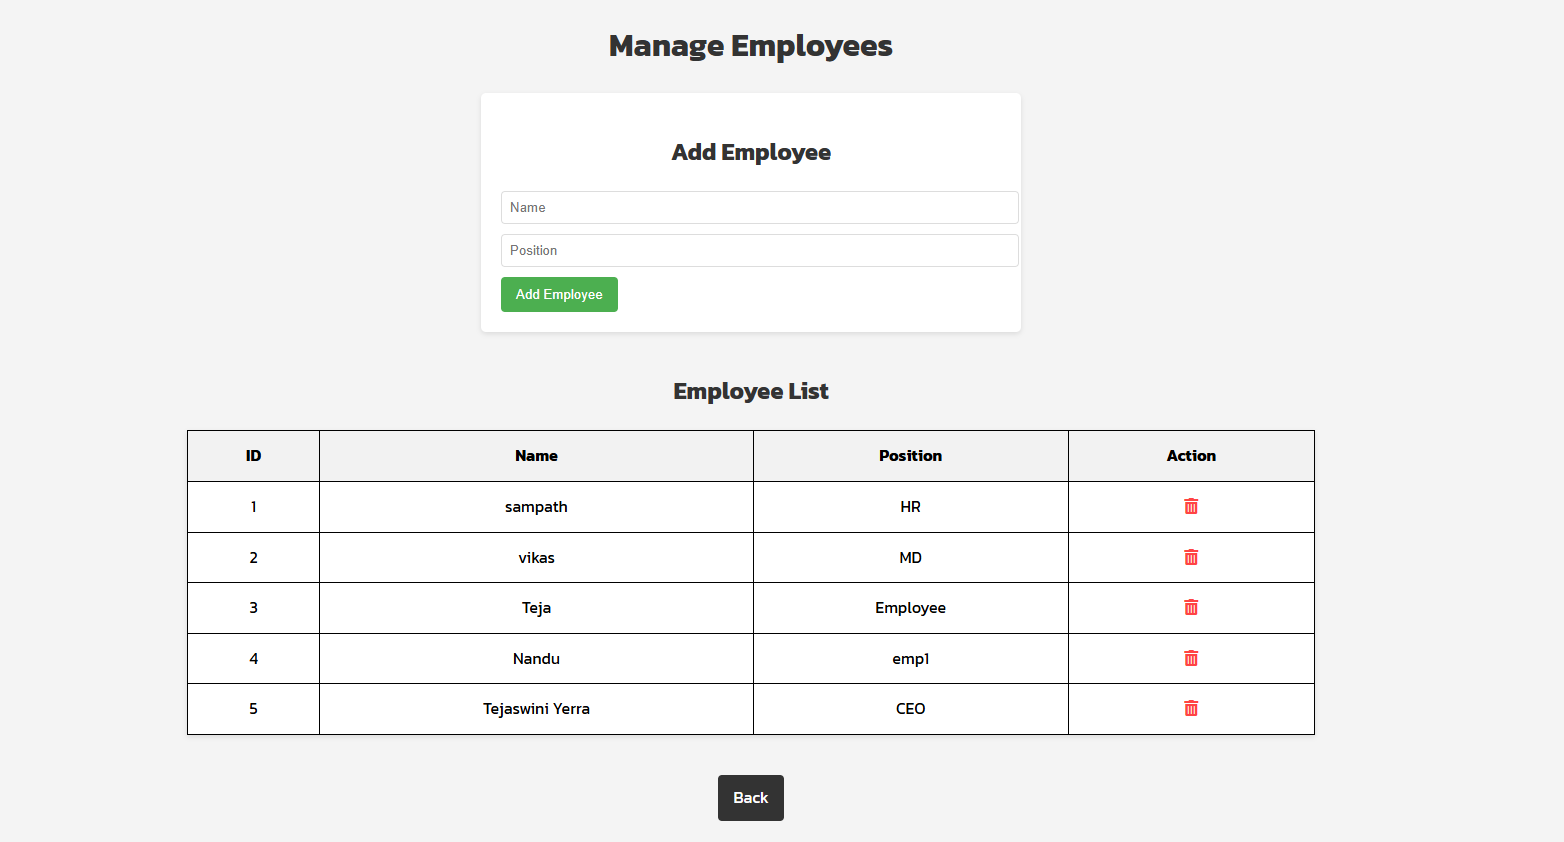 Manage Employees
Add Employee
Name
Position
Add Employee
Employee List
ID Name Position Action
1 sampath HR
2 vikas MD
3 Teja Employee
4 Nandu emp1
5 Tejaswini Yerra CEO
Back